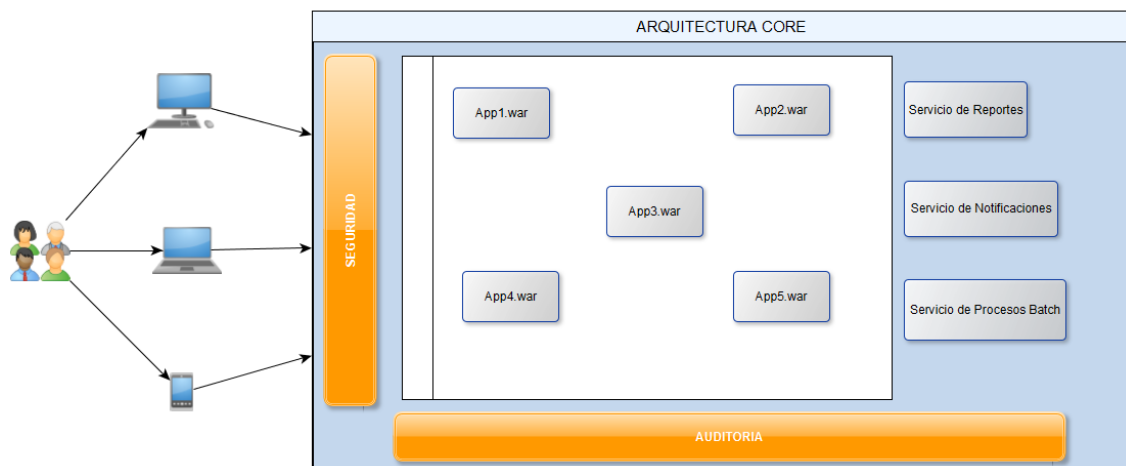 ARQUITECTURA CORE
SEGURIDAD
App1.war
App2.war
App3.war
App4.war
App5.war
Servicio de Reportes
Servicio de Notificaciones
Servicio de Procesos Batch
AUDITORIA